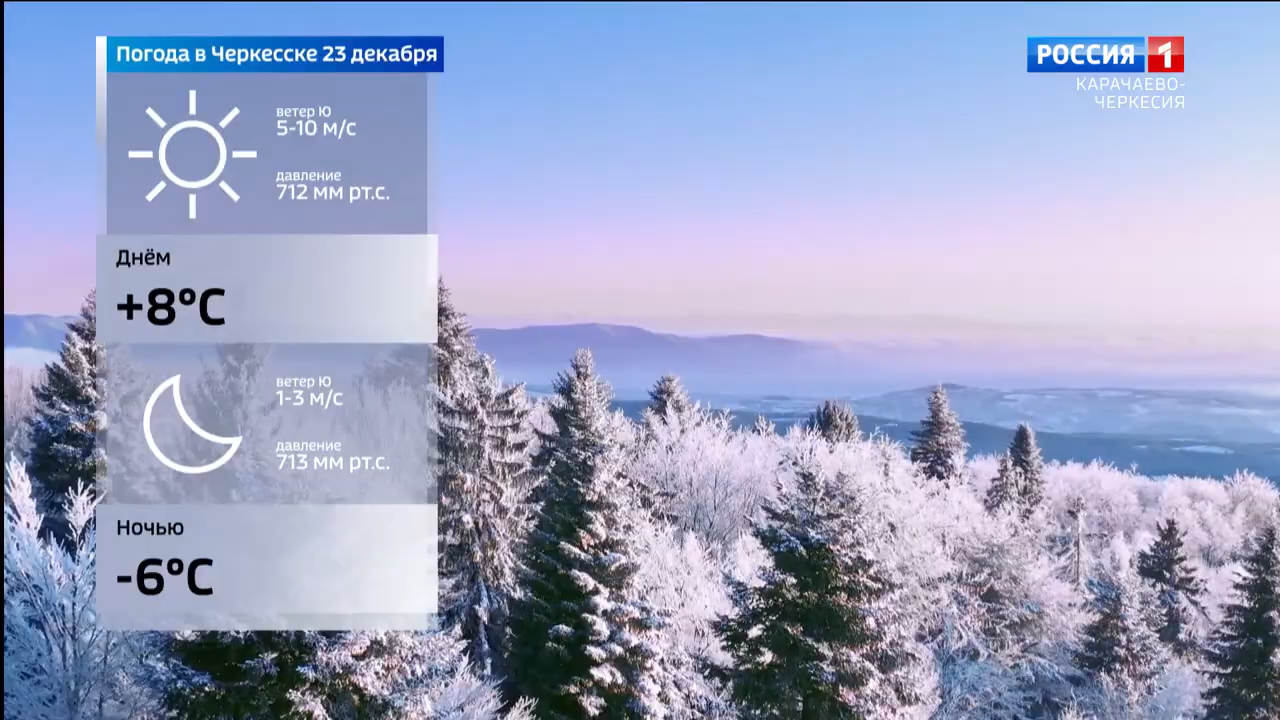 Погода в Черкесске 23 декабря
РОССИЯ 1
КАРАЧАЕВО-
ЧЕРКЕСИЯ
ветер Ю
5-10 м/с
давление
712 мм рт.с.
Днём
+8°C
ветер Ю
1-3 м/с
давление
713 мм рт.с.
Ночью
-6°C